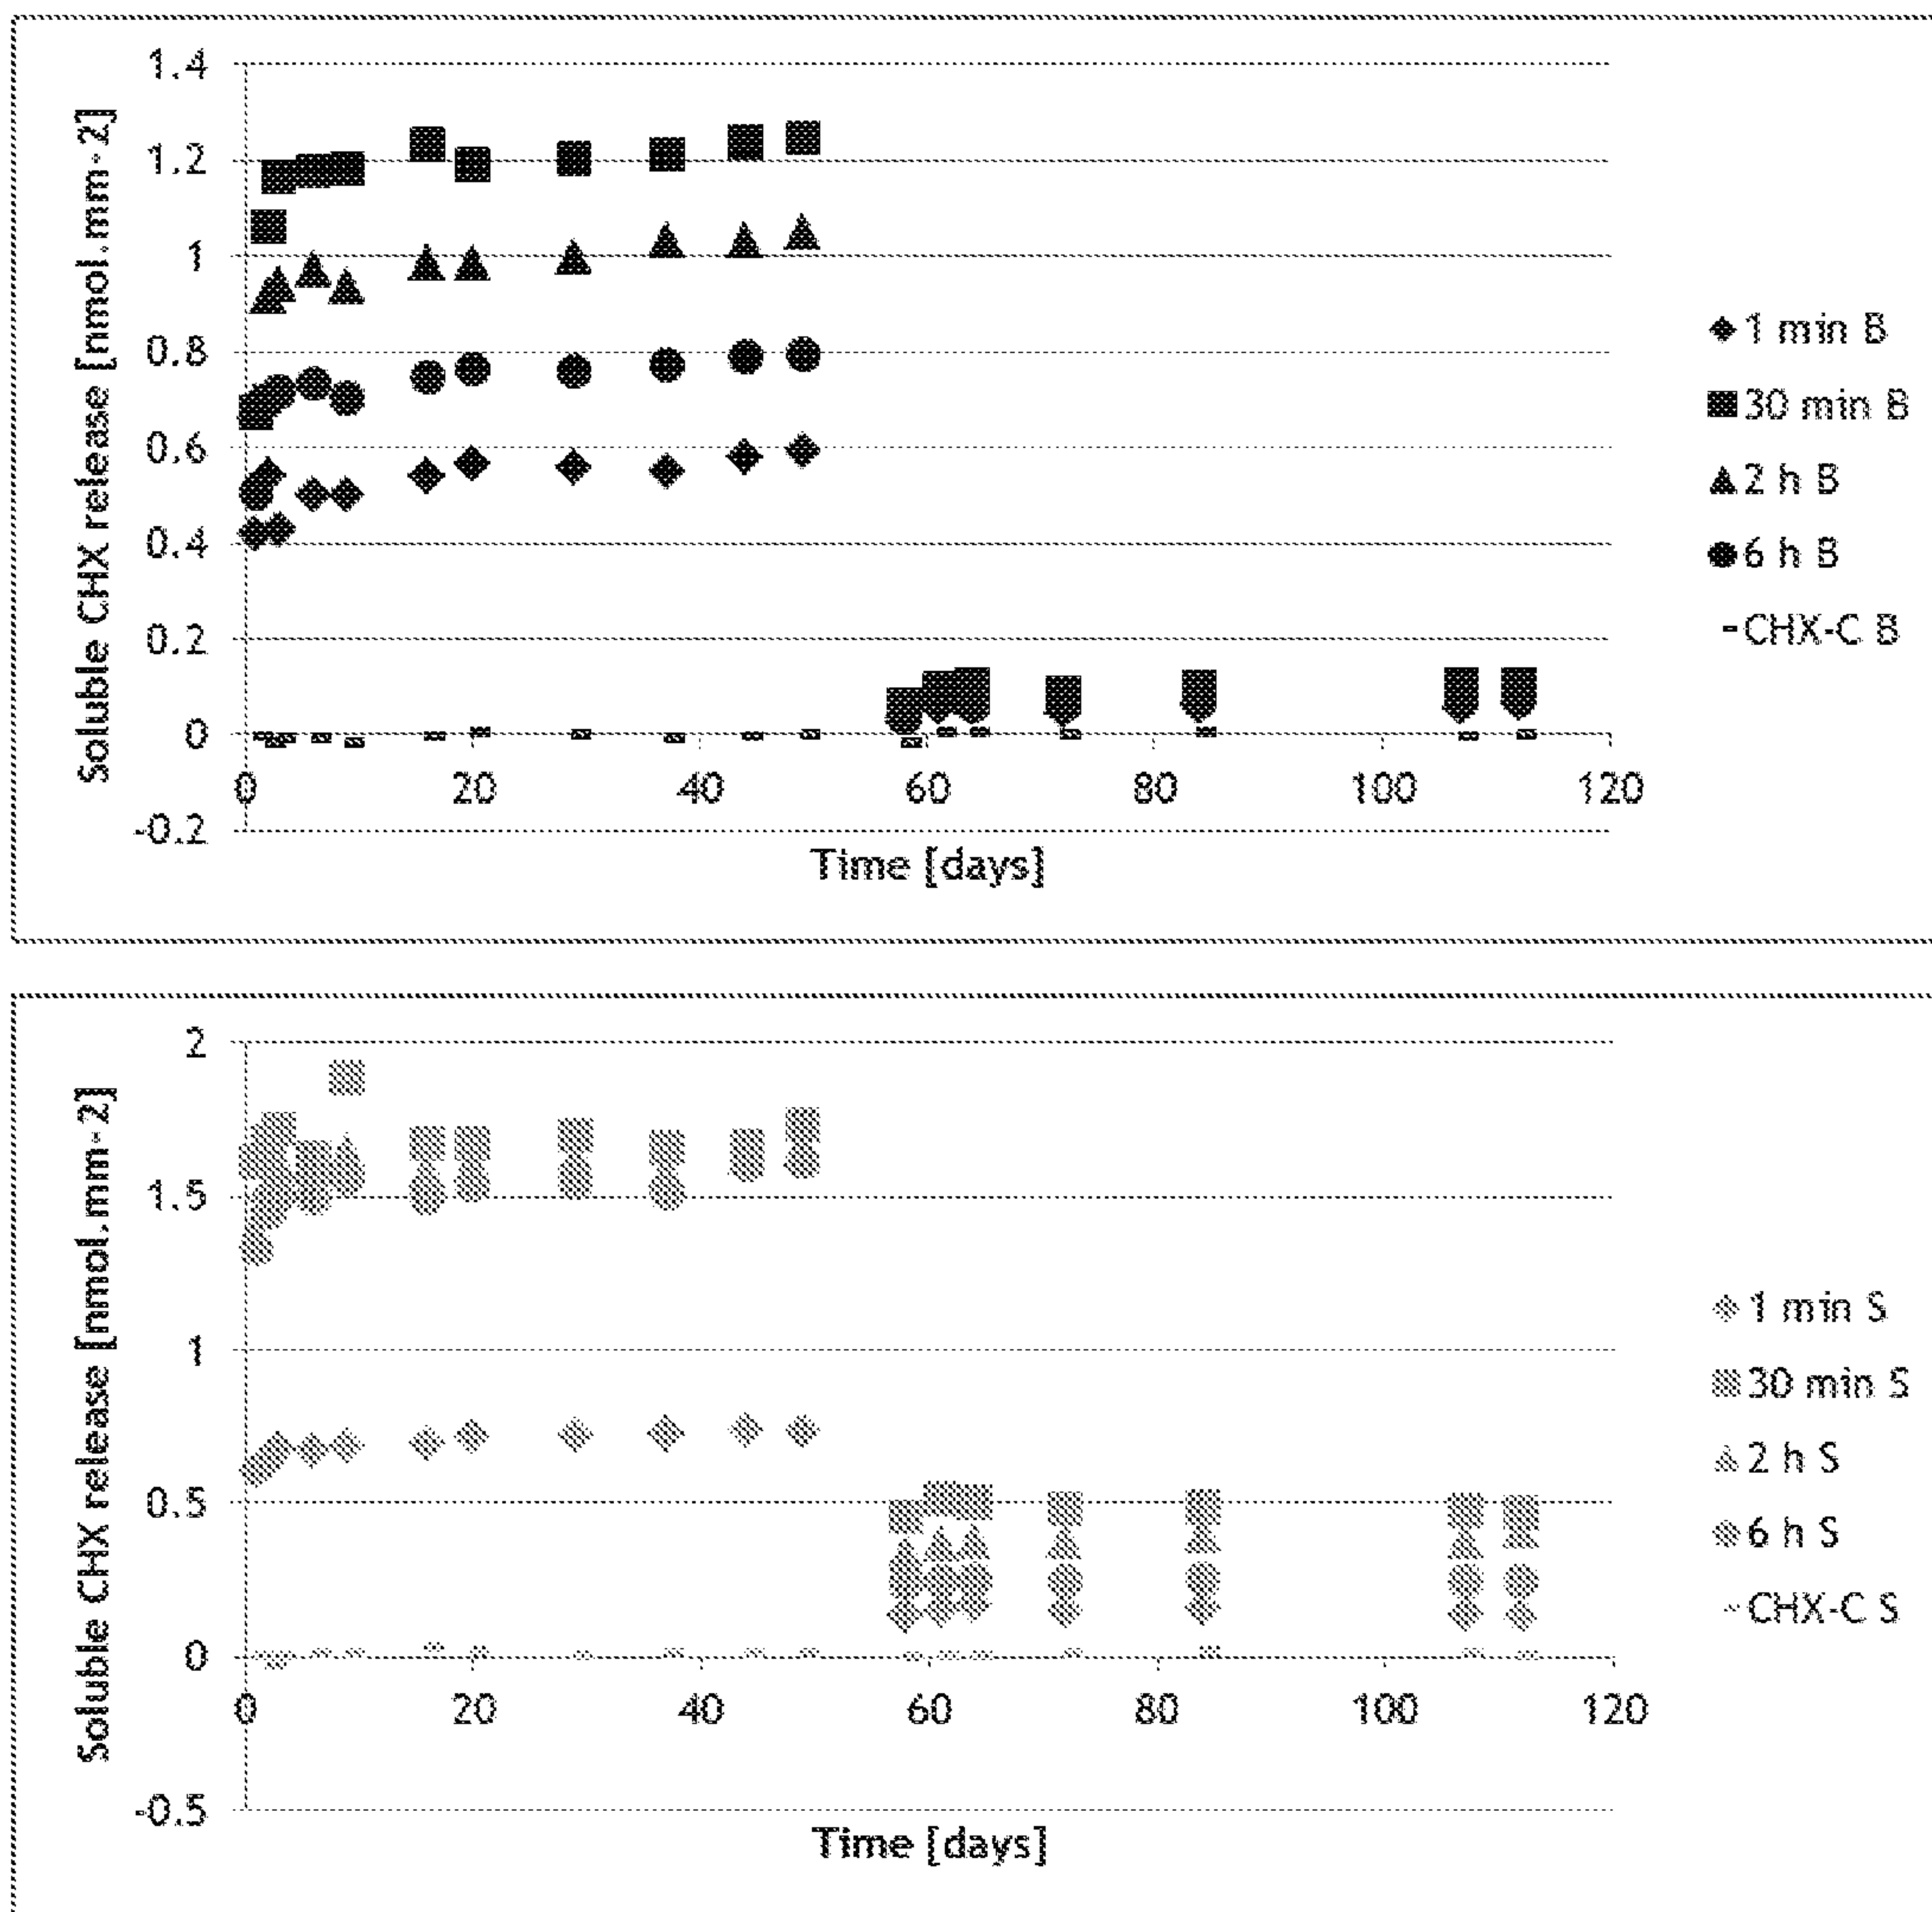 Soluble CHX release [nmol.mm-2]
1.4
1.2
1
0.8
0.6
0.4
0.2
0
-0.2
0 20 40 60 80 100 120
Time [days]
1 min B
30 min B
2 h B
6 h B
CHX-C B
Soluble CHX release [nmol.mm-2]
2
1.5
1
0.5
0
-0.5
0 20 40 60 80 100 120
Time [days]
1 min S
30 min S
2 h S
6 h S
CHX-C S